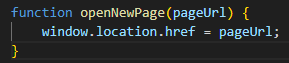 function openNewPage(pageUrl) {
    window.location.href = pageUrl;
}